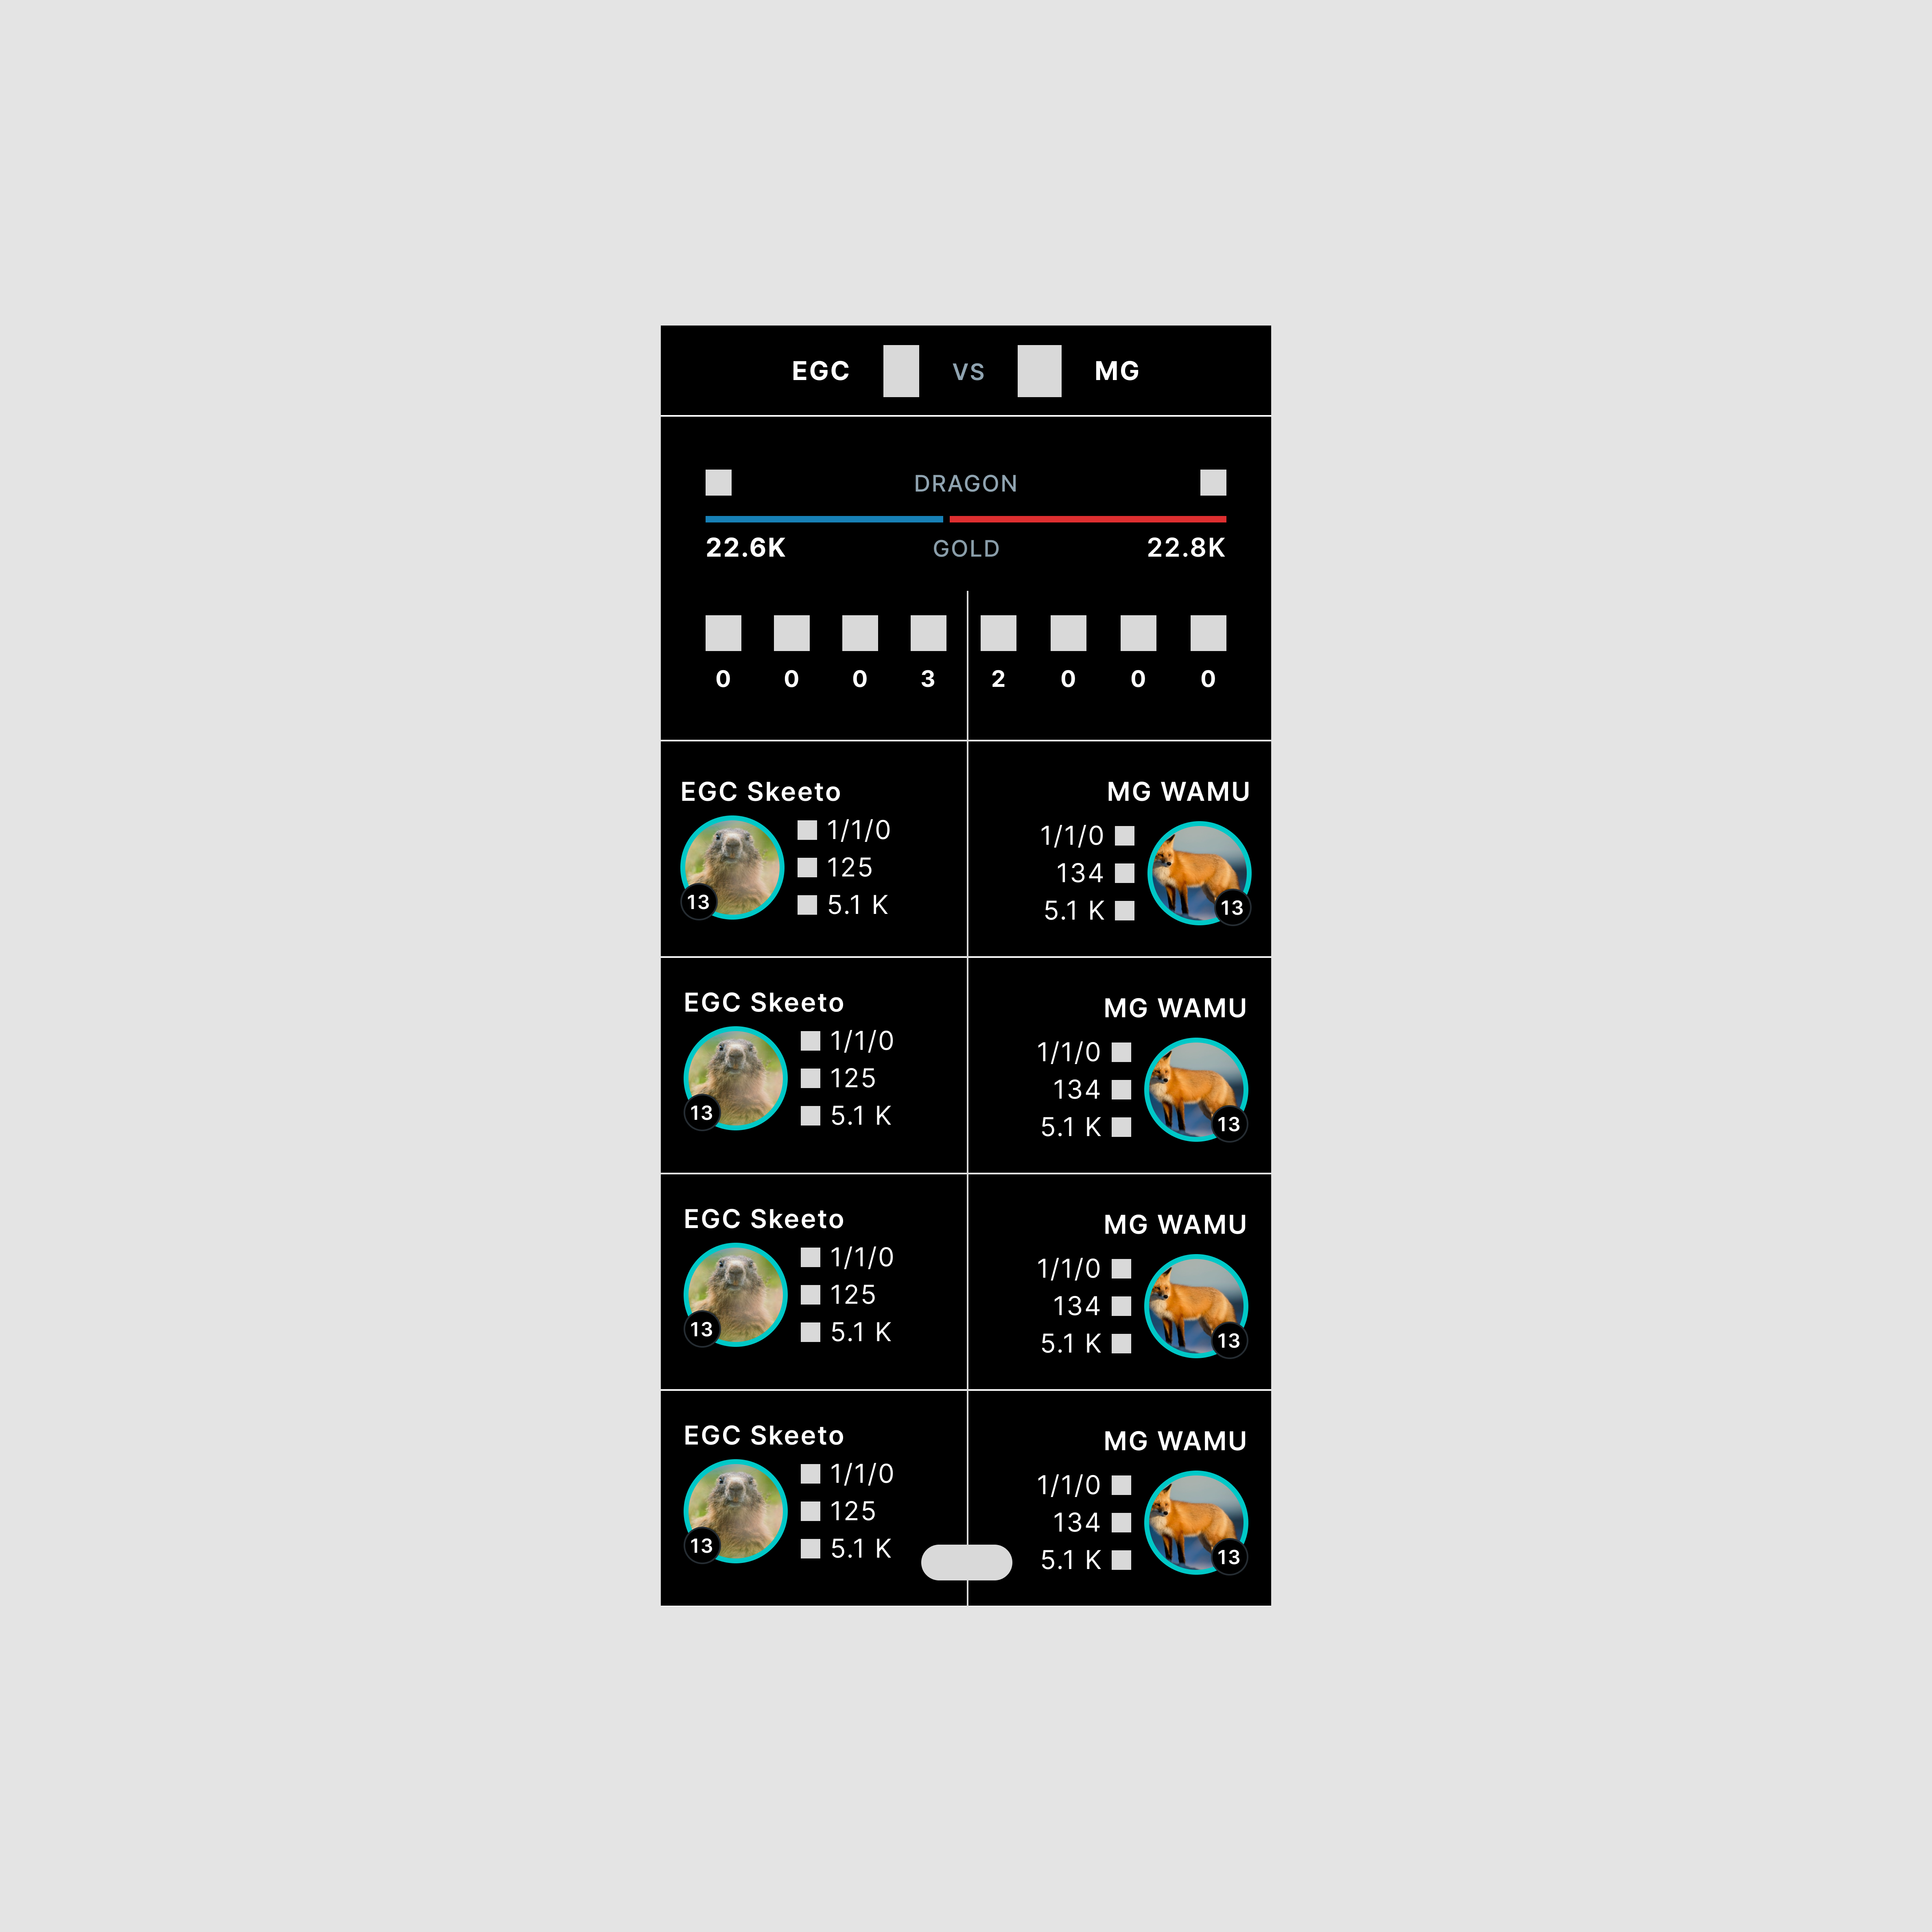 EGC VS MG
DRAGON
22.6K GOLD 22.8K
0 0 0 3 2 0 0 0
EGC Skeeto
1/1/0
125
5.1 K
13
MG WAMU
1/1/0
134
5.1 K
13
EGC Skeeto
1/1/0
125
5.1 K
13
MG WAMU
1/1/0
134
5.1 K
13
EGC Skeeto
1/1/0
125
5.1 K
13
MG WAMU
1/1/0
134
5.1 K
13
EGC Skeeto
1/1/0
125
5.1 K
13
MG WAMU
1/1/0
134
5.1 K
13